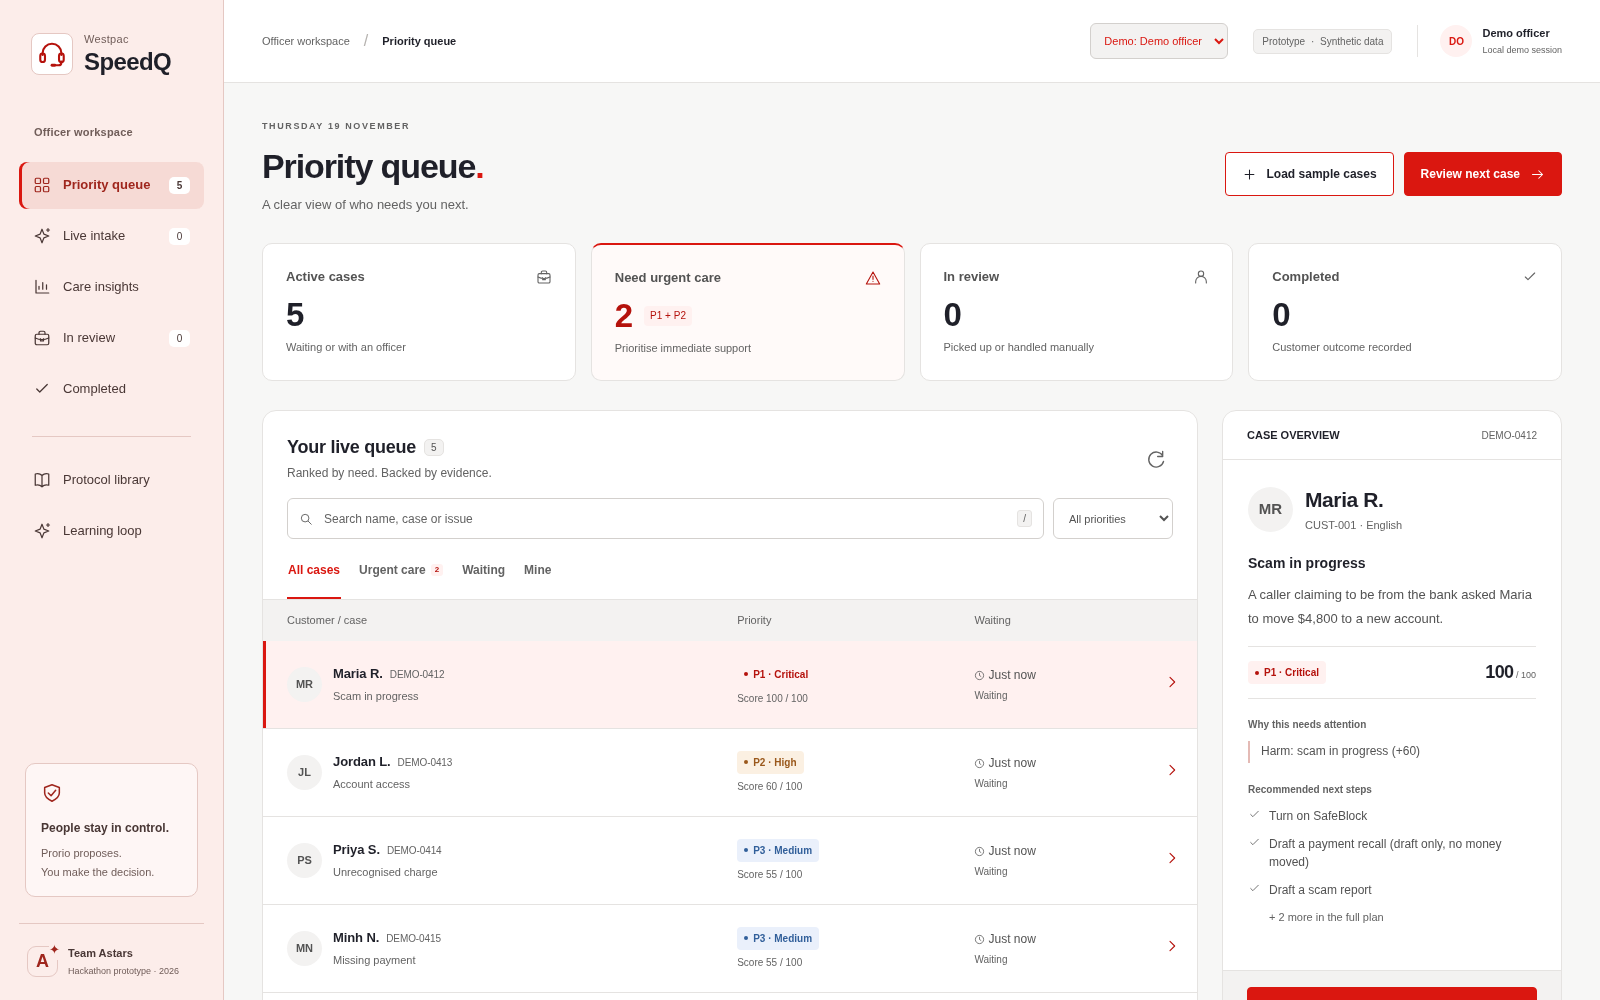 Westpac
SpeedQ
Officer workspace
Priority queue 5
Live intake 0
Care insights
In review 0
Completed
Protocol library
Learning loop
People stay in control.
Prorio proposes.
You make the decision.
A
Team Astars
Hackathon prototype · 2026
Officer workspace / Priority queue
Demo: Demo officer
Prototype · Synthetic data
DO
Demo officer
Local demo session
THURSDAY 19 NOVEMBER
Priority queue.
A clear view of who needs you next.
Load sample cases
Review next case
Active cases
5
Waiting or with an officer
Need urgent care
2 P1 + P2
Prioritise immediate support
In review
0
Picked up or handled manually
Completed
0
Customer outcome recorded
Your live queue 5
Ranked by need. Backed by evidence.
Search name, case or issue /
All priorities
All cases Urgent care 2 Waiting Mine
Customer / case Priority Waiting
MR
Maria R. DEMO-0412
Scam in progress
P1 · Critical
Score 100 / 100
Just now
Waiting
JL
Jordan L. DEMO-0413
Account access
P2 · High
Score 60 / 100
Just now
Waiting
PS
Priya S. DEMO-0414
Unrecognised charge
P3 · Medium
Score 55 / 100
Just now
Waiting
MN
Minh N. DEMO-0415
Missing payment
P3 · Medium
Score 55 / 100
Just now
Waiting
CASE OVERVIEW DEMO-0412
MR
Maria R.
CUST-001 · English
Scam in progress
A caller claiming to be from the bank asked Maria
to move $4,800 to a new account.
P1 · Critical 100 / 100
Why this needs attention
Harm: scam in progress (+60)
Recommended next steps
Turn on SafeBlock
Draft a payment recall (draft only, no money
moved)
Draft a scam report
+ 2 more in the full plan